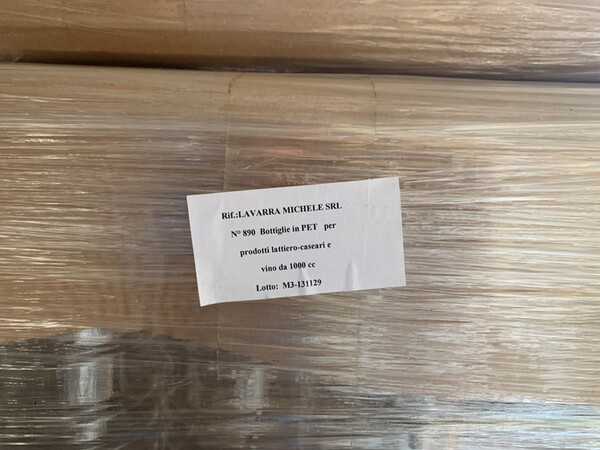 Rif.:LAVARRA MICHELE SRL
N° 890 Bottiglie in PET per
prodotti lattiero-caseari e
vino da 1000 cc
Lotto: M3-131129